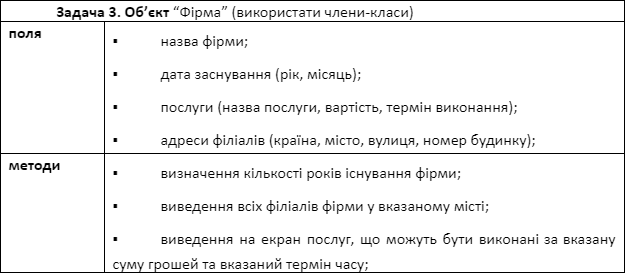 Задача 3. Об’єкт “Фірма” (використати члени-класи)
поля
▪ назва фірми;
▪ дата заснування (рік, місяць);
▪ послуги (назва послуги, вартість, термін виконання);
▪ адреси філіалів (країна, місто, вулиця, номер будинку);
методи
▪ визначення кількості років існування фірми;
▪ виведення всіх філіалів фірми у вказаному місті;
▪ виведення на екран послуг, що можуть бути виконані за вказану
суму грошей та вказаний термін часу;